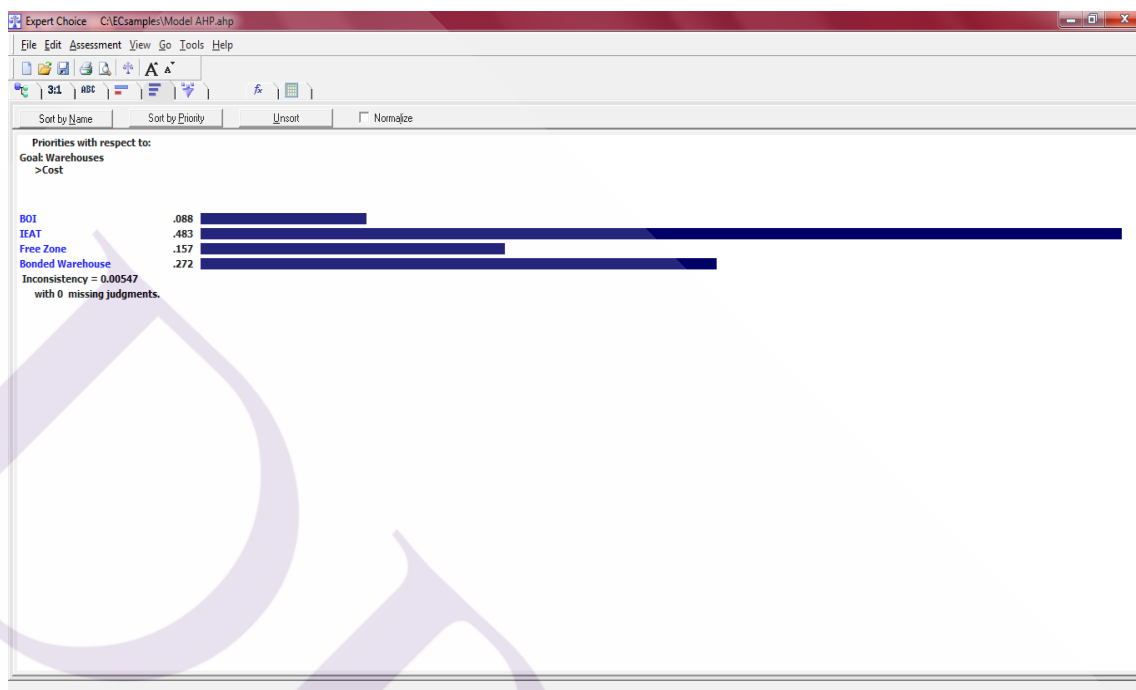 Expert Choice C:\ECsamples\Model AHP.ahp
File Edit Assessment View Go Tools Help
A A
3:1 ABC fx
Sort by Name Sort by Priority Unsort Normalize
Priorities with respect to:
Goal: Warehouses
>Cost
BOI .088
IEAT .483
Free Zone .157
Bonded Warehouse .272
Inconsistency = 0.00547
with 0 missing judgments.